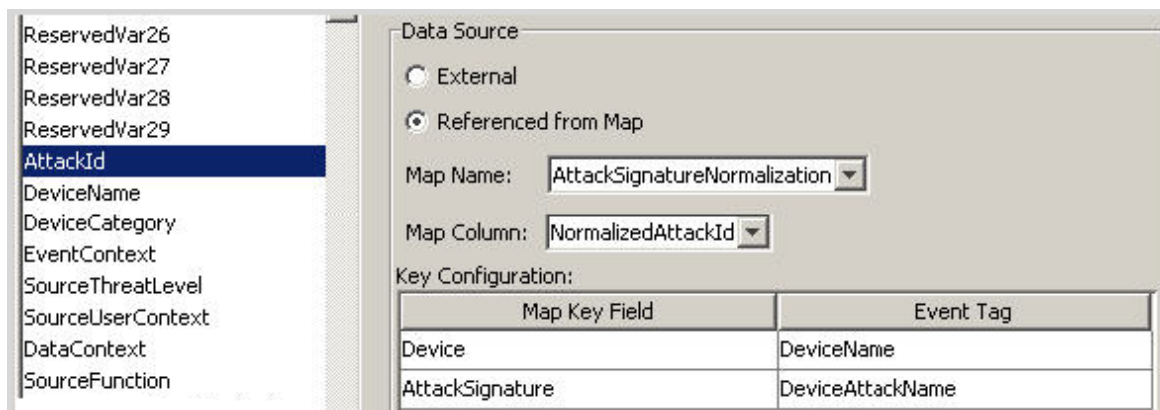 ReservedVar26
ReservedVar27
ReservedVar28
ReservedVar29
AttackId
DeviceName
DeviceCategory
EventContext
SourceThreatLevel
SourceUserContext
DataContext
SourceFunction
Data Source
External
Referenced from Map
Map Name: AttackSignatureNormalization
Map Column: NormalizedAttackId
Key Configuration:
Map Key Field Event Tag
Device DeviceName
AttackSignature DeviceAttackName